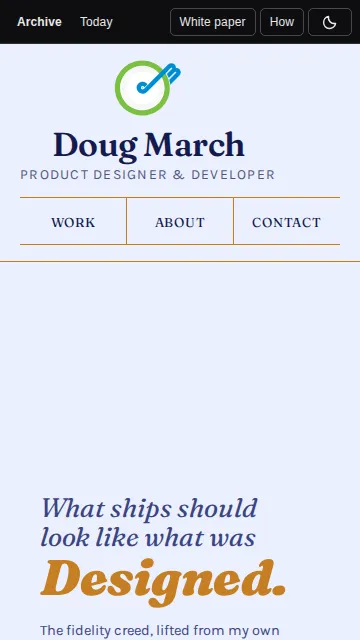 Archive Today White paper How
Doug March
PRODUCT DESIGNER & DEVELOPER
WORK ABOUT CONTACT
What ships should
look like what was
Designed.
The fidelity creed, lifted from my own